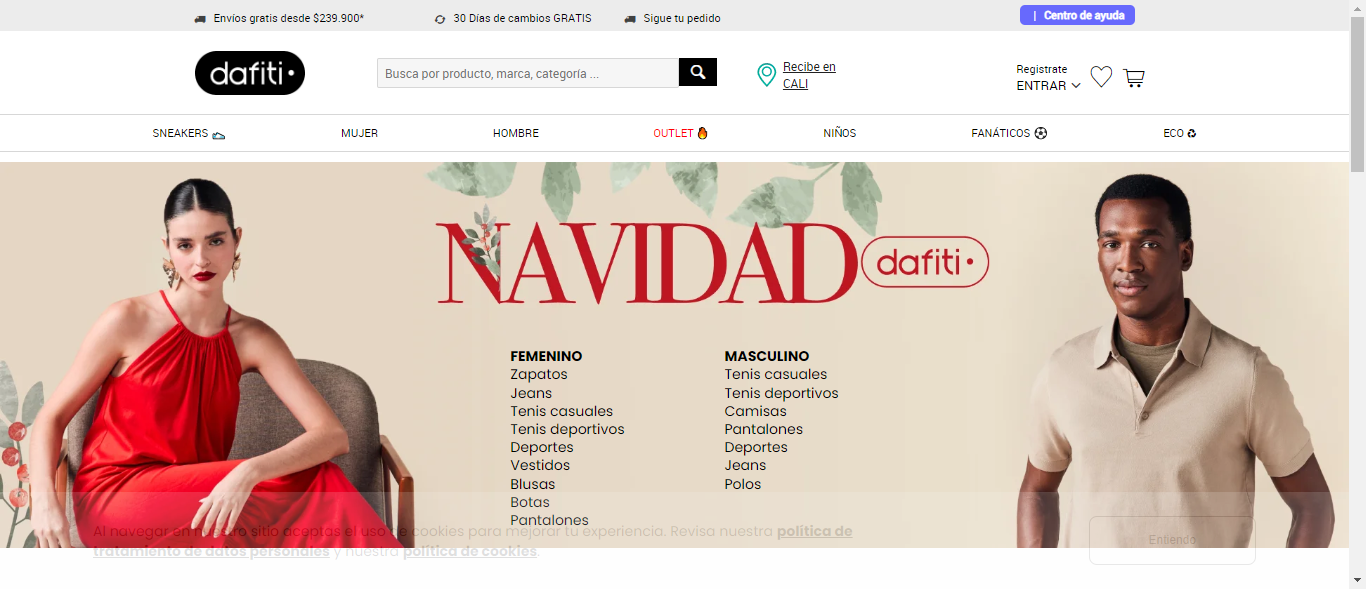 Envíos gratis desde $239.900*
30 Días de cambios GRATIS
Sigue tu pedido
| Centro de ayuda
dafiti
Busca por producto, marca, categoría ...
Recibe en
CALI
Registrate
ENTRAR
SNEAKERS
MUJER
HOMBRE
OUTLET
NIÑOS
FANÁTICOS
ECO
NAVIDAD
dafiti
FEMENINO
Zapatos
Jeans
Tenis casuales
Tenis deportivos
Deportes
Vestidos
Blusas
Botas
Pantalones
MASCULINO
Tenis casuales
Tenis deportivos
Camisas
Pantalones
Deportes
Jeans
Polos
Al navegar en nuestro sitio aceptas el uso de cookies para mejorar tu experiencia. Revisa nuestra política de
tratamiento de datos personales y nuestra política de cookies.
Entiendo